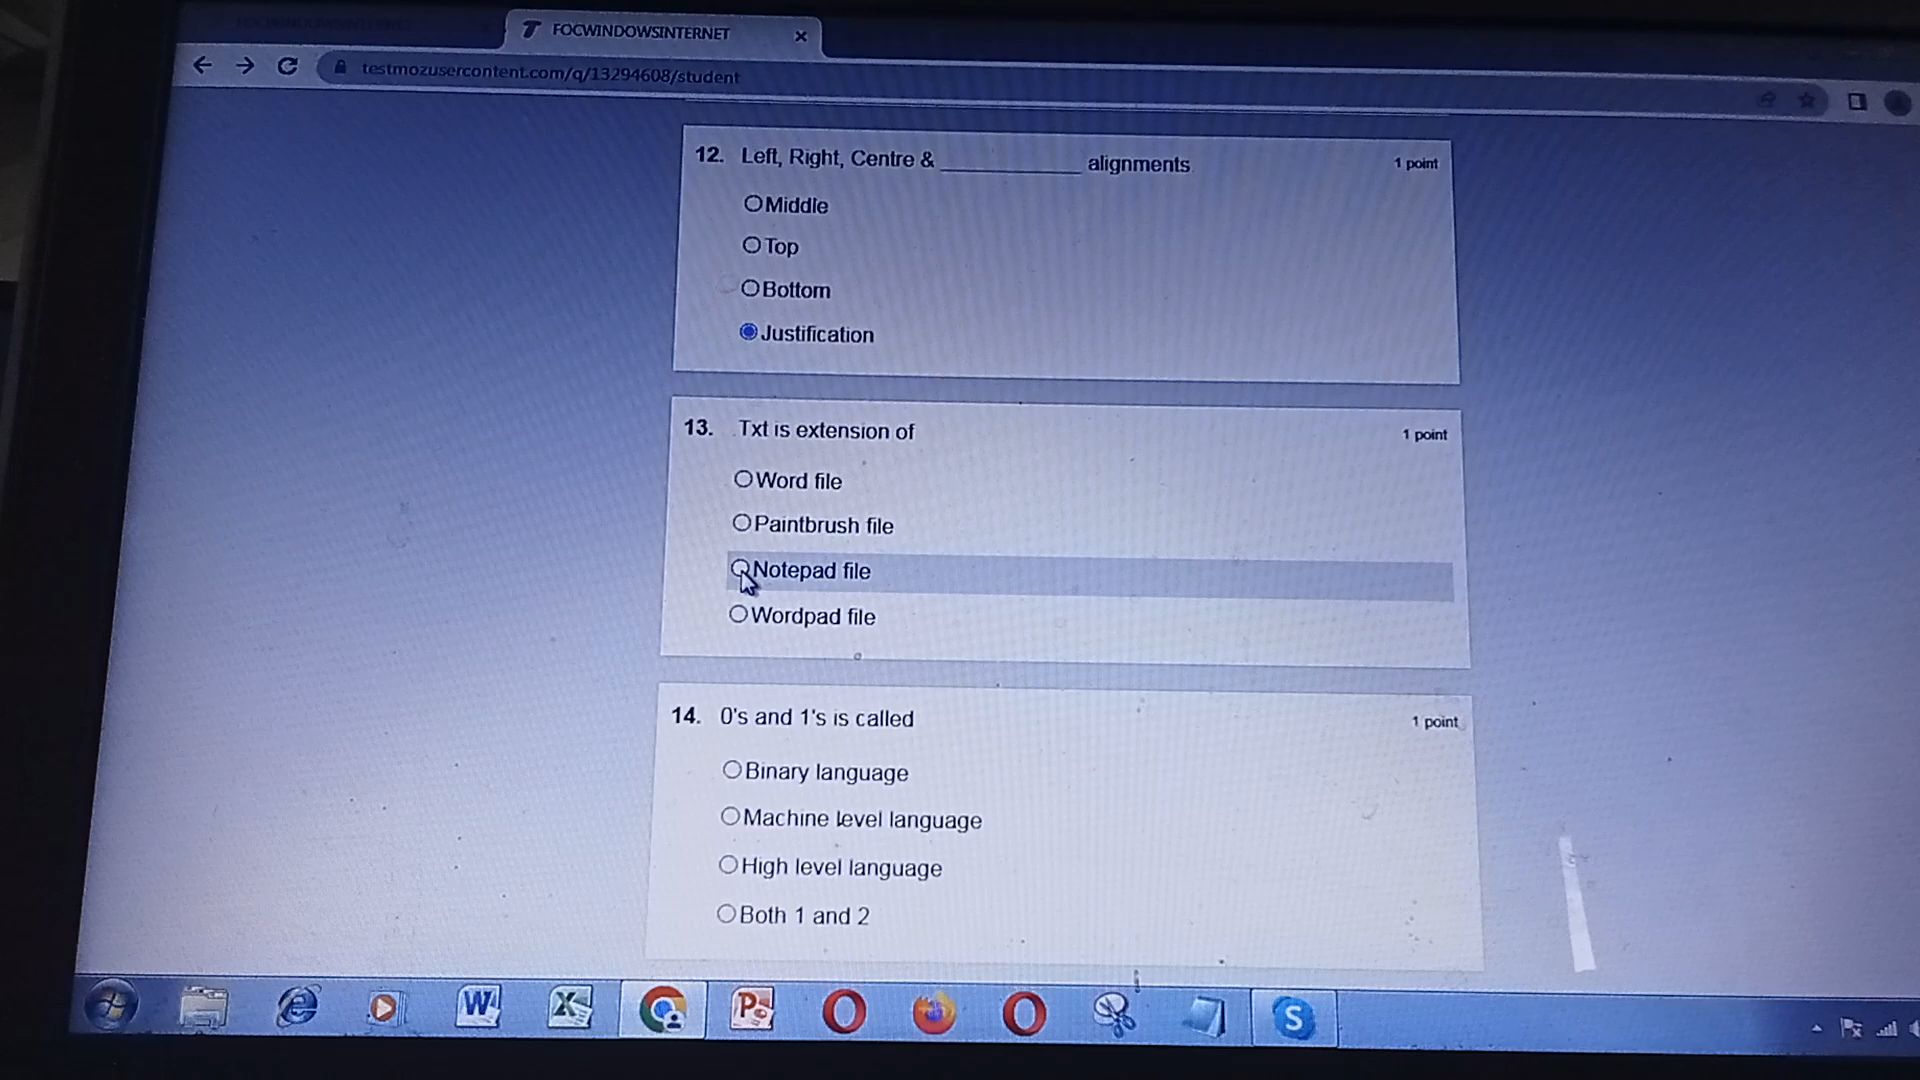 FOCWINDOWSINTERNET
testmozusercontent.com/q/13294608/student
12. Left, Right, Centre & __________ alignments 1 point
Middle
Top
Bottom
Justification
13. Txt is extension of 1 point
Word file
Paintbrush file
Notepad file
Wordpad file
14. 0's and 1's is called 1 point
Binary language
Machine level language
High level language
Both 1 and 2